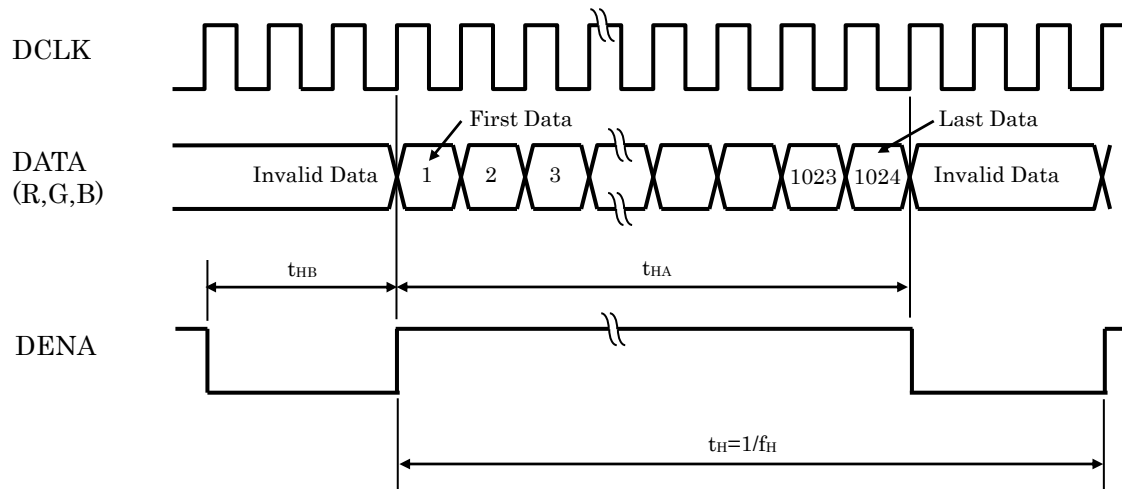 DCLK
First Data
Last Data
DATA
(R,G,B)
Invalid Data
1
2
3
1023
1024
Invalid Data
tHB
tHA
DENA
tH=1/fH